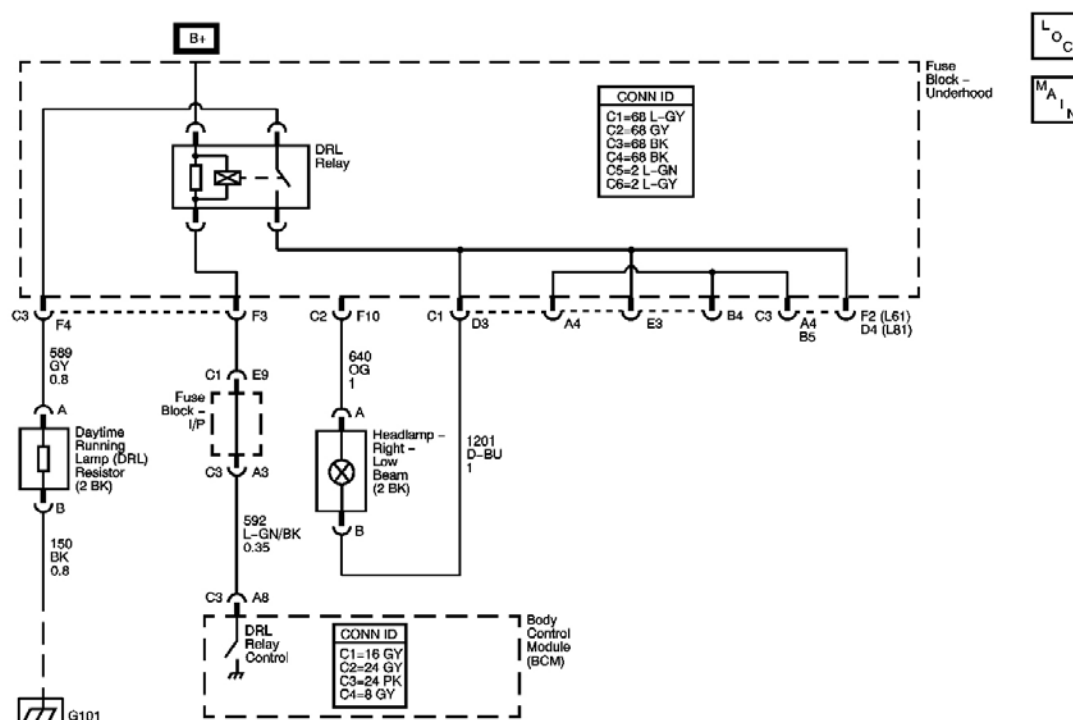 B+
L
O
C
M
A
I
N
Fuse
Block –
Underhood
CONN ID
C1=68 L–GY
C2=68 GY
C3=68 BK
C4=68 BK
C5=2 L–GN
C6=2 L–GY
DRL
Relay
C3
F4
F3
C2
F10
C1
D3
A4
E3
B4
C3
A4
B5
F2 (L61)
D4 (L81)
589
GY
0.8
C1
E9
Fuse
Block –
I/P
C3
A3
640
OG
1
A
Daytime
Running
Lamp (DRL)
Resistor
(2 BK)
B
A
Headlamp –
Right –
Low
Beam
(2 BK)
B
1201
D–BU
1
150
BK
0.8
592
L–GN/BK
0.35
C3
A8
DRL
Relay
Control
CONN ID
C1=16 GY
C2=24 GY
C3=24 PK
C4=8 GY
Body
Control
Module
(BCM)
G101